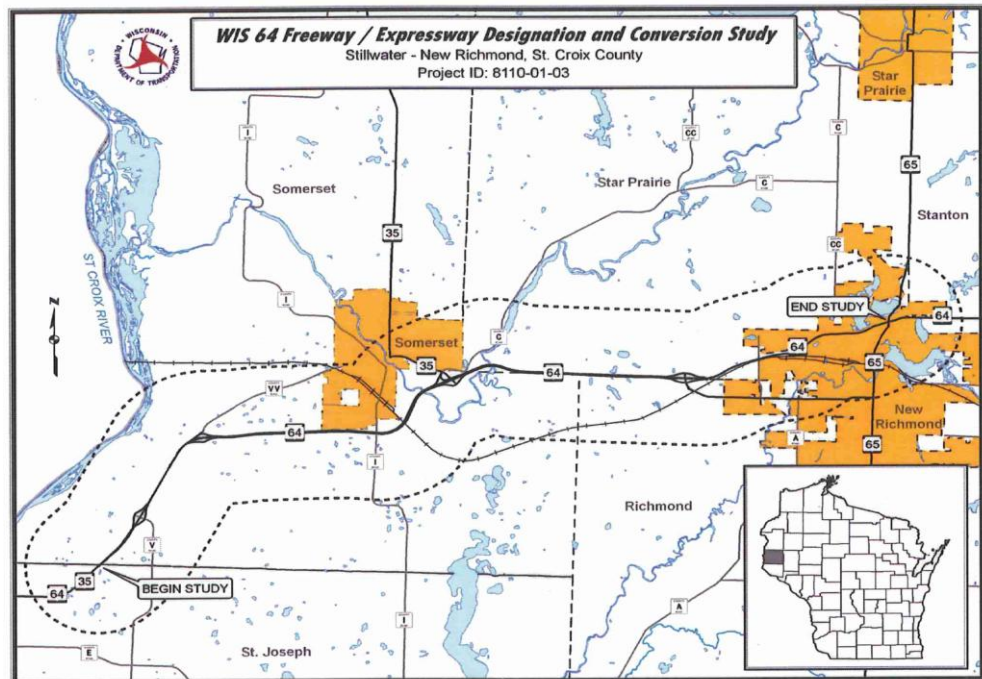 WISCONSIN
DEPARTMENT OF TRANSPORTATION
WIS 64 Freeway / Expressway Designation and Conversion Study
Stillwater - New Richmond, St. Croix County
Project ID: 8110-01-03
Star
Prairie
C
I
CC
65
Somerset
Star Prairie
C
Stanton
35
CC
ST CROIX RIVER
N
I
END STUDY
64
Somerset
C
64
35
64
65
VV
New
Richmond
64
A
65
I
Richmond
V
35
BEGIN STUDY
64
A
I
St. Joseph
E